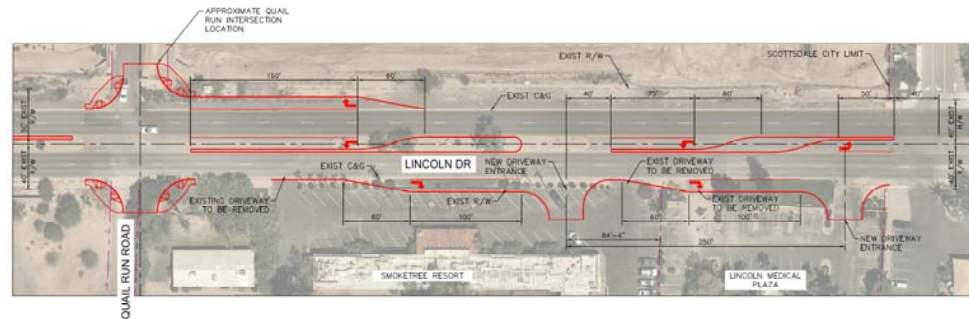 APPROXIMATE QUAIL
RUN INTERSECTION
LOCATION
SCOTTSDALE CITY LIMIT
EXIST R/W
150'
60'
40'
75'
60'
50'
40'
EXIST C&G
50' EXIST
R/W
40' EXIST
R/W
40' EXIST
R/W
40' EXIST
R/W
LINCOLN DR
EXIST C&G
NEW DRIVEWAY
ENTRANCE
EXIST DRIVEWAY
TO BE REMOVED
EXISTING DRIVEWAY
TO BE REMOVED
EXIST R/W
EXIST DRIVEWAY
TO BE REMOVED
60'
100'
60'
100'
84'-4"
250'
NEW DRIVEWAY
ENTRANCE
SMOKETREE RESORT
LINCOLN MEDICAL
PLAZA
QUAIL RUN ROAD